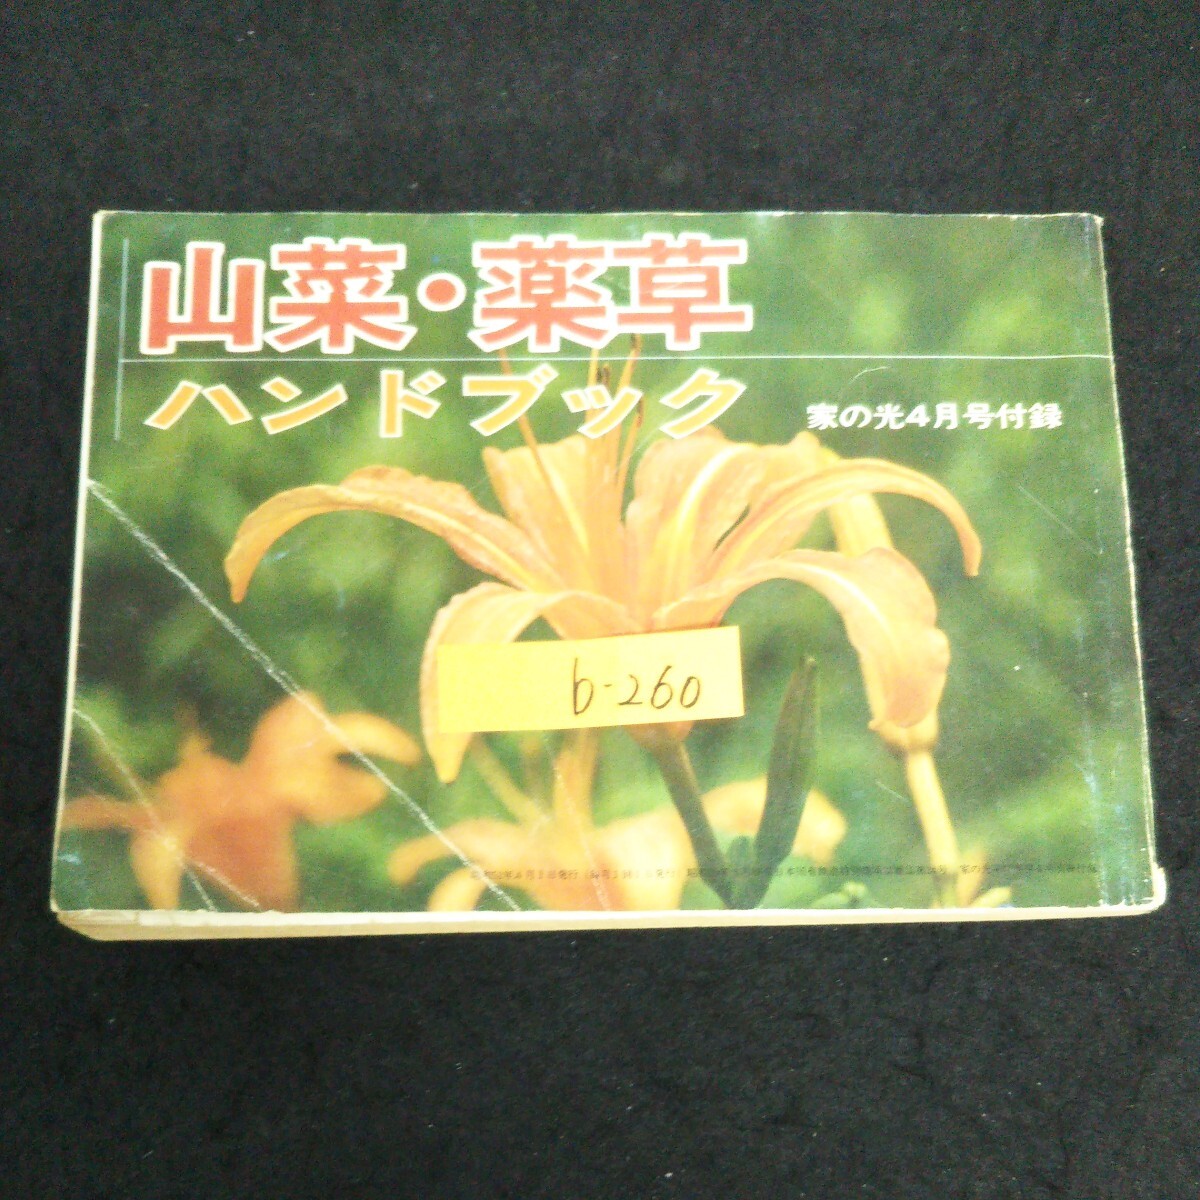 山菜・薬草
ハンドブック
家の光4月号付録
b-260